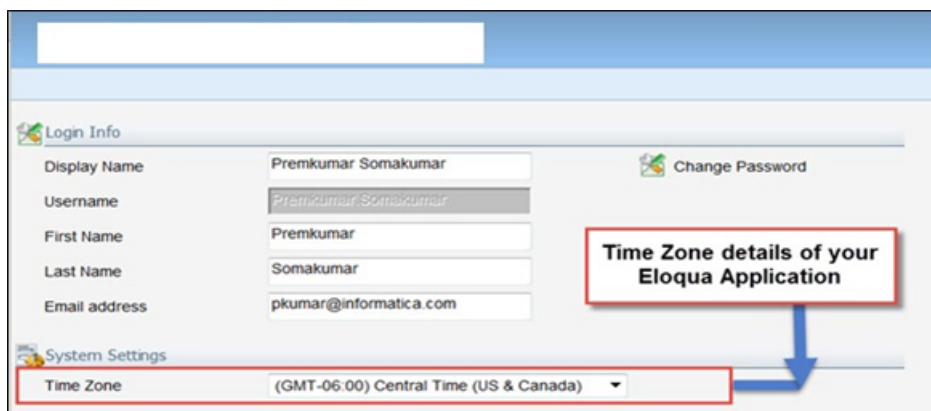 Login Info
Display Name Premkumar Somakumar Change Password
Username Premkumar.Somakumar
First Name Premkumar
Last Name Somakumar
Email address pkumar@informatica.com
Time Zone details of your
Eloqua Application
System Settings
Time Zone (GMT-06:00) Central Time (US & Canada)